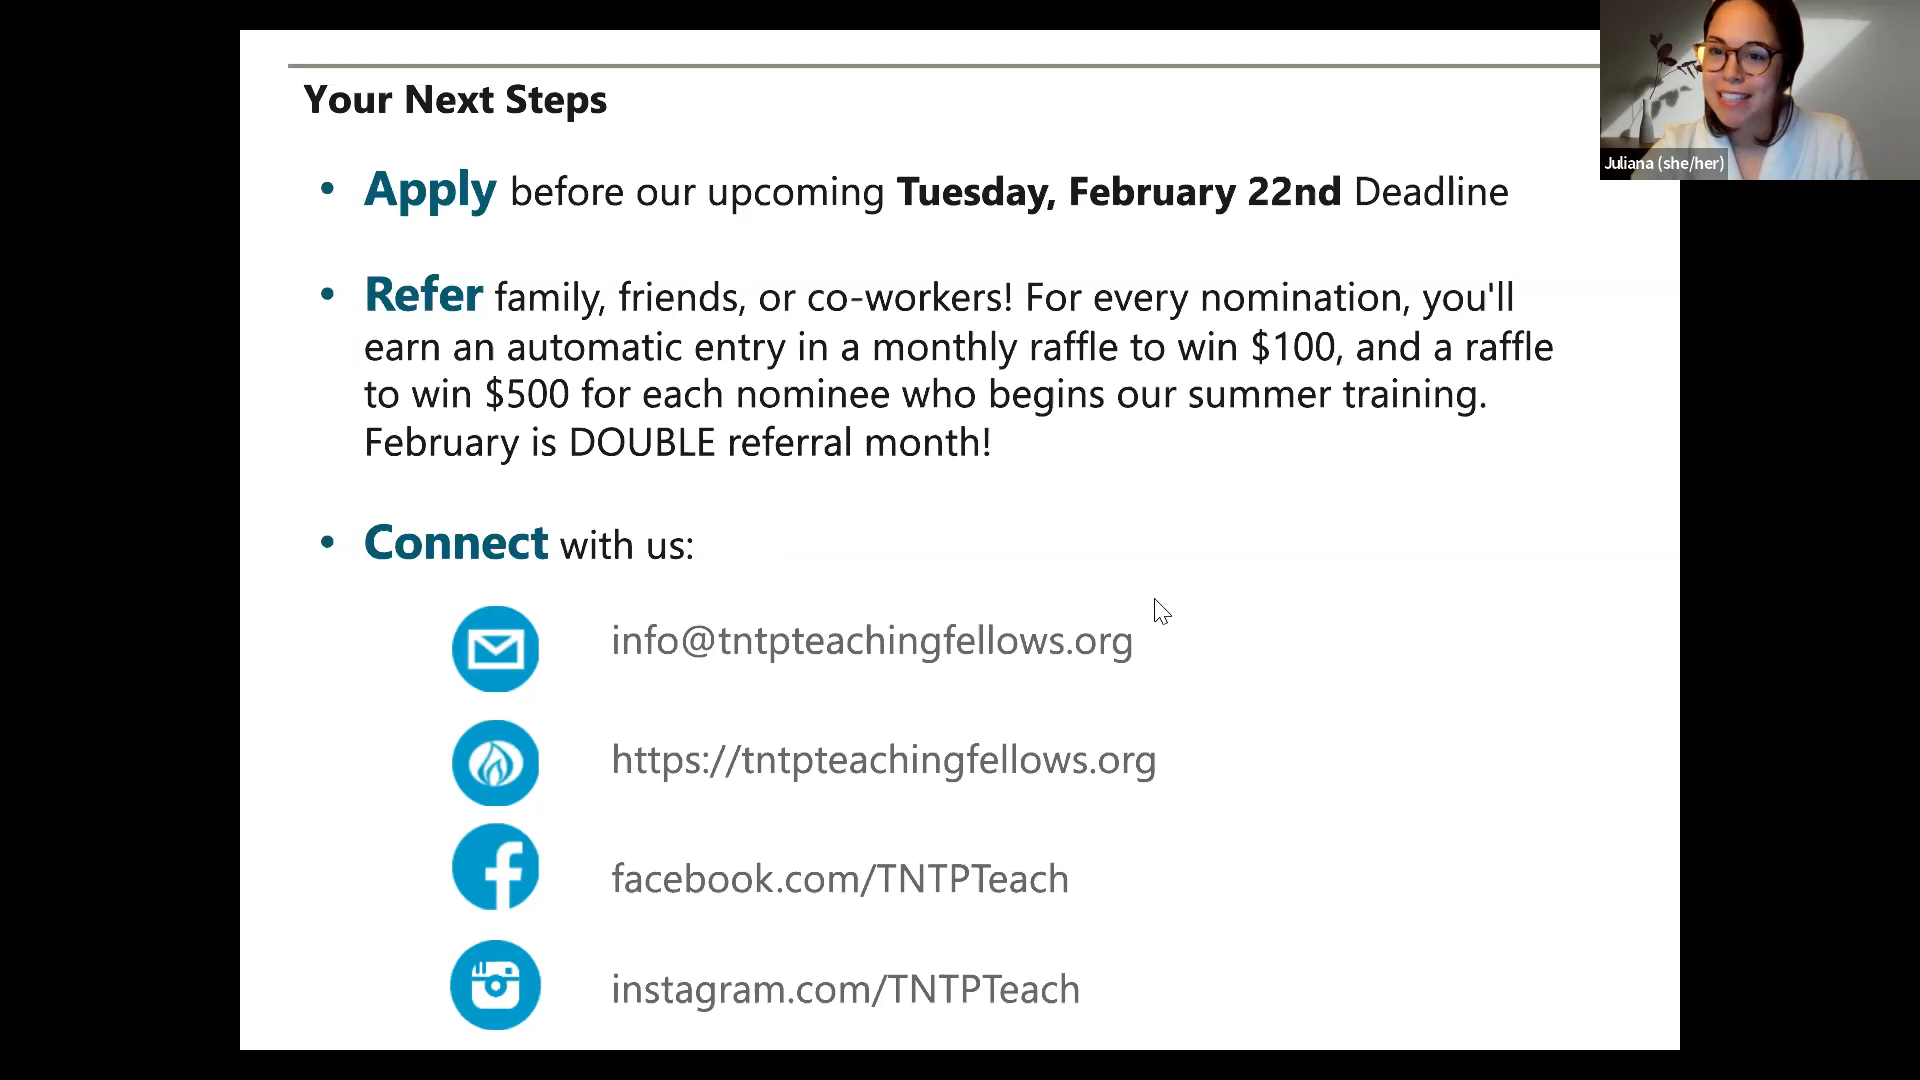 Your Next Steps
Juliana (she/her)
• Apply before our upcoming Tuesday, February 22nd Deadline
• Refer family, friends, or co-workers! For every nomination, you'll
earn an automatic entry in a monthly raffle to win $100, and a raffle
to win $500 for each nominee who begins our summer training.
February is DOUBLE referral month!
• Connect with us:
info@tntpteachingfellows.org
https://tntpteachingfellows.org
facebook.com/TNTPTeach
instagram.com/TNTPTeach